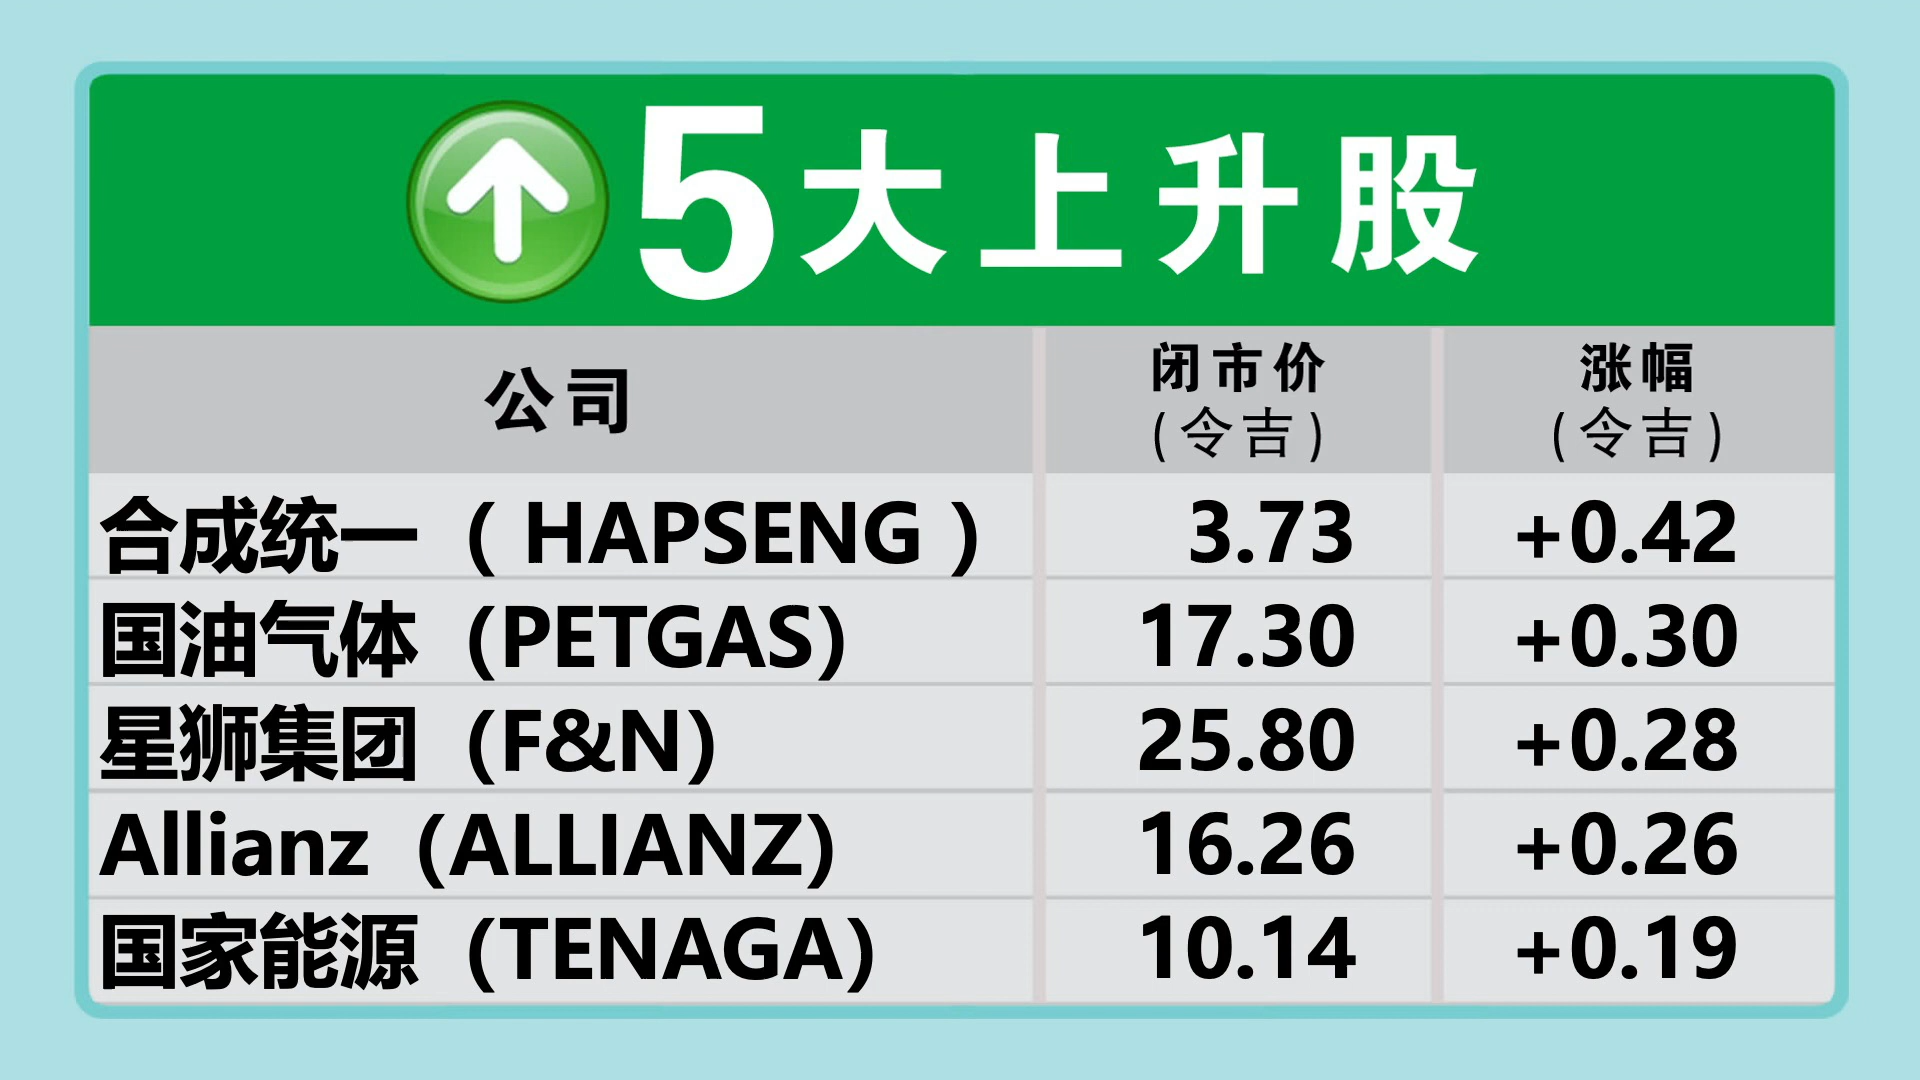 5大上升股
公司 闭市价 涨幅
(令吉) (令吉)
合成统一（HAPSENG） 3.73 +0.42
国油气体（PETGAS） 17.30 +0.30
星狮集团（F&N） 25.80 +0.28
Allianz（ALLIANZ） 16.26 +0.26
国家能源（TENAGA） 10.14 +0.19